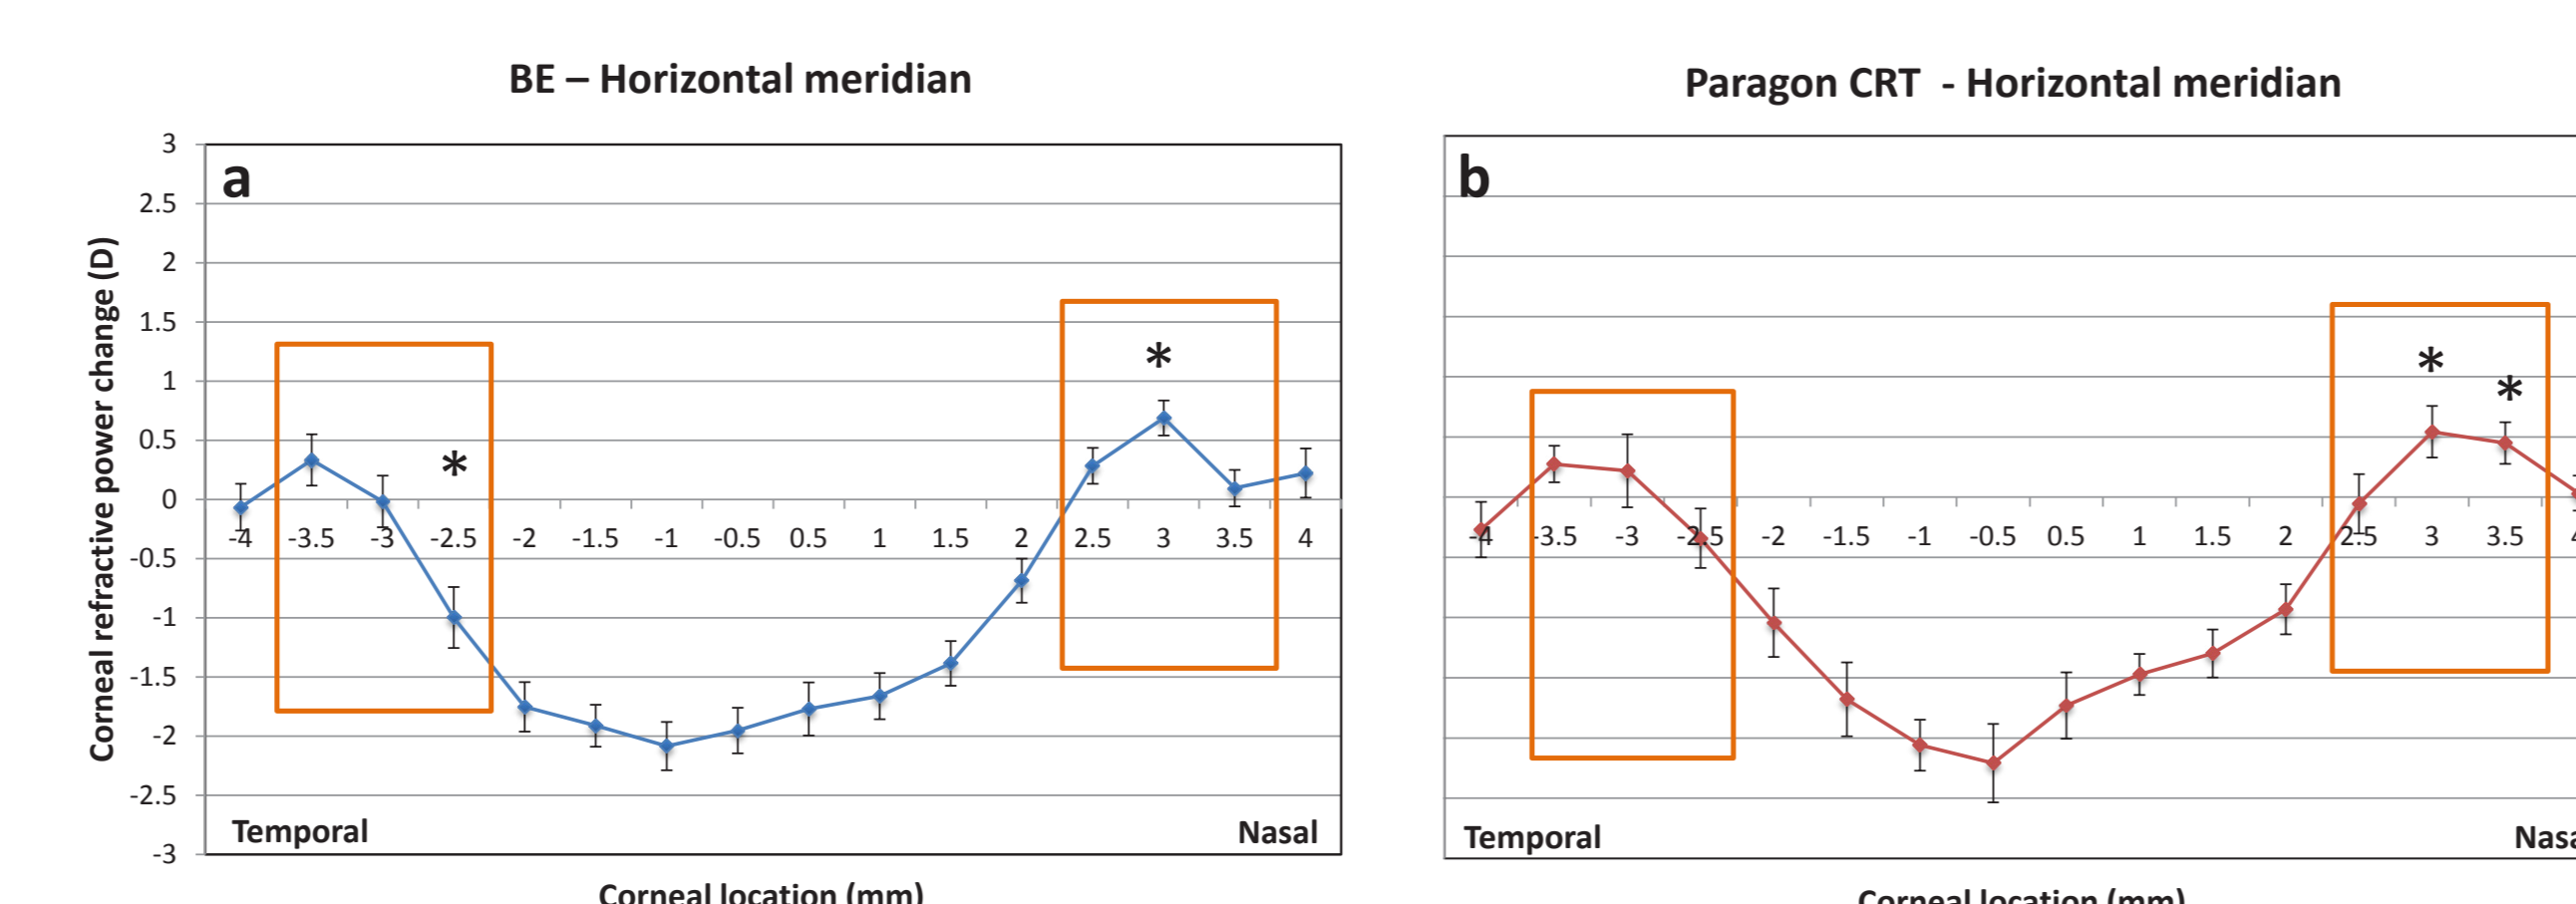 BE – Horizontal meridian
Paragon CRT - Horizontal meridian
a
b
Corneal refractive power change (D)
3
2.5
2
1.5
1
0.5
0
-0.5
-1
-1.5
-2
-2.5
-3
*
*
*
*
-4 -3.5 -3 -2.5 -2 -1.5 -1 -0.5 0.5 1 1.5 2 2.5 3 3.5 4
-4 -3.5 -3 -2.5 -2 -1.5 -1 -0.5 0.5 1 1.5 2 2.5 3 3.5
Temporal Nasal
Temporal
Corneal location (mm)
Corneal location (mm)